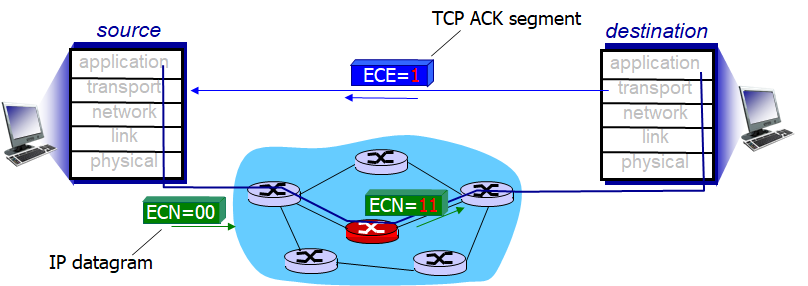 TCP ACK segment
source
destination
application
transport
network
link
physical
ECE=1
application
transport
network
link
physical
ECN=00
ECN=11
IP datagram